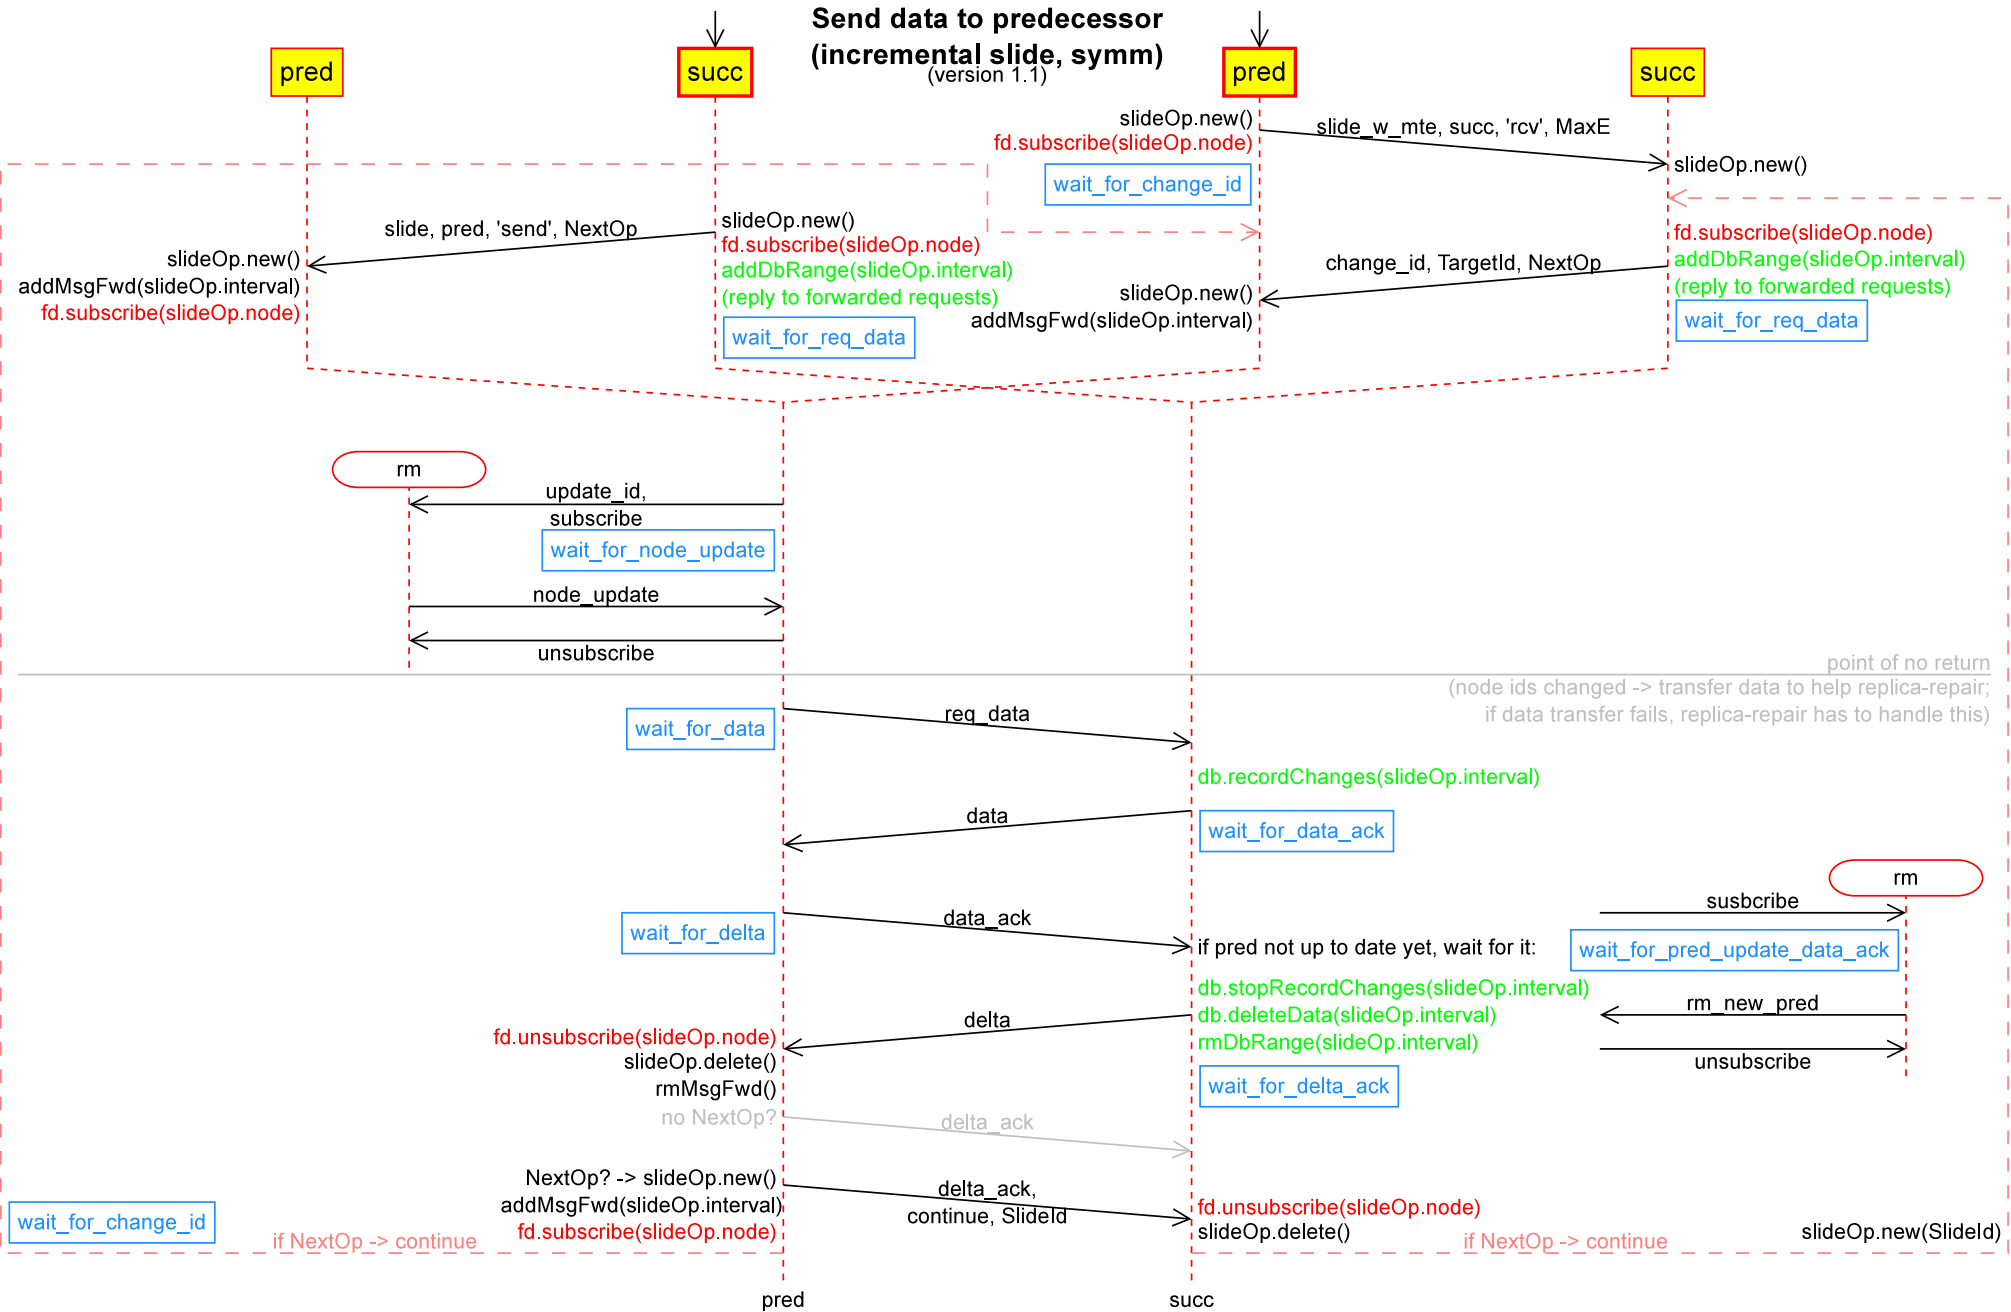 Send data to predecessor
(incremental slide, symm)
(version 1.1)
pred
succ
pred
succ
slideOp.new()
fd.subscribe(slideOp.node)
wait_for_change_id
slide_w_mte, succ, 'rcv', MaxE
slideOp.new()
slide, pred, 'send', NextOp
slideOp.new()
fd.subscribe(slideOp.node)
addDbRange(slideOp.interval)
(reply to forwarded requests)
wait_for_req_data
slideOp.new()
addMsgFwd(slideOp.interval)
fd.subscribe(slideOp.node)
change_id, TargetId, NextOp
fd.subscribe(slideOp.node)
addDbRange(slideOp.interval)
(reply to forwarded requests)
wait_for_req_data
slideOp.new()
addMsgFwd(slideOp.interval)
rm
update_id,
subscribe
wait_for_node_update
node_update
unsubscribe
point of no return
(node ids changed -> transfer data to help replica-repair;
if data transfer fails, replica-repair has to handle this)
wait_for_data
req_data
db.recordChanges(slideOp.interval)
data
wait_for_data_ack
rm
susbcribe
wait_for_delta
data_ack
if pred not up to date yet, wait for it:
wait_for_pred_update_data_ack
db.stopRecordChanges(slideOp.interval)
db.deleteData(slideOp.interval)
rmDbRange(slideOp.interval)
rm_new_pred
delta
fd.unsubscribe(slideOp.node)
slideOp.delete()
rmMsgFwd()
unsubscribe
wait_for_delta_ack
no NextOp?
delta_ack
NextOp? -> slideOp.new()
addMsgFwd(slideOp.interval)
fd.subscribe(slideOp.node)
delta_ack,
continue, SlideId
fd.unsubscribe(slideOp.node)
slideOp.delete()
slideOp.new(SlideId)
wait_for_change_id
if NextOp -> continue
if NextOp -> continue
pred
succ